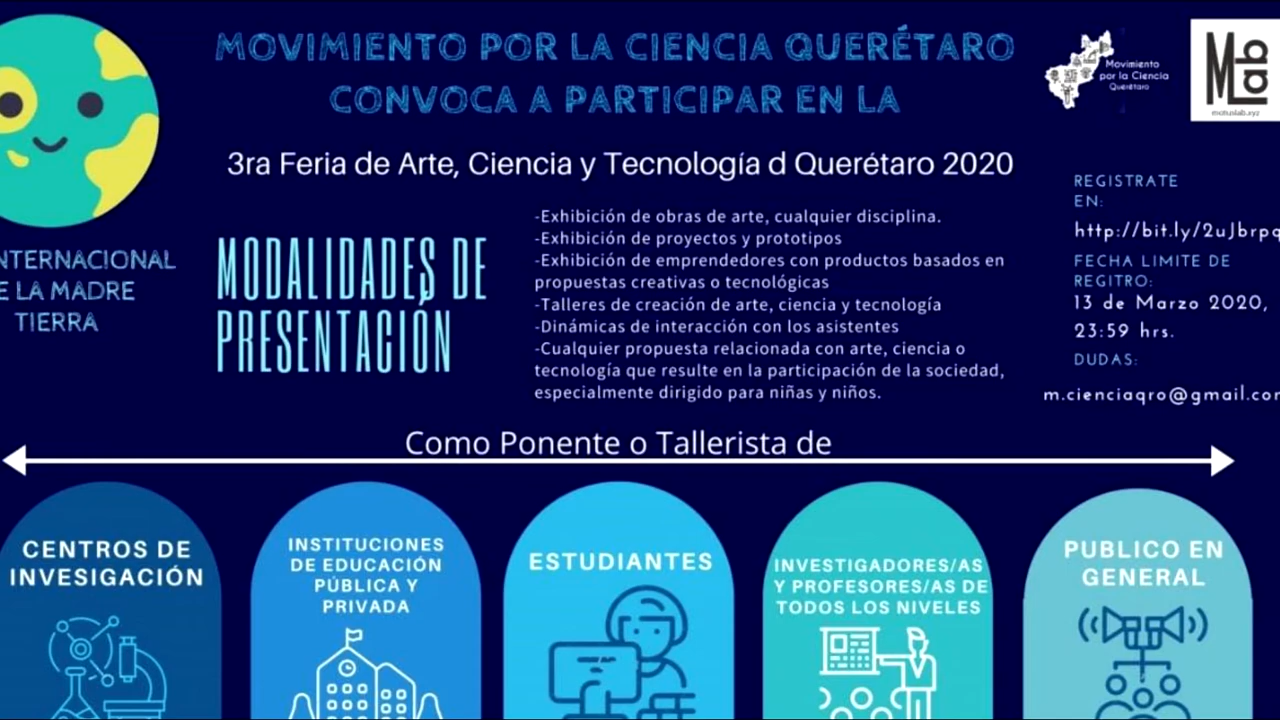 MOVIMIENTO POR LA CIENCIA QUERÉTARO
CONVOCA A PARTICIPAR EN LA
3ra Feria de Arte, Ciencia y Tecnología d Querétaro 2020
Movimiento
por la Ciencia
Querétaro
MLab
motuslab.xyz
NTERNACIONAL
E LA MADRE
TIERRA
MODALIDADES DE
PRESENTACIÓN
-Exhibición de obras de arte, cualquier disciplina.
-Exhibición de proyectos y prototipos
-Exhibición de emprendedores con productos basados en
propuestas creativas o tecnológicas
-Talleres de creación de arte, ciencia y tecnología
-Dinámicas de interacción con los asistentes
-Cualquier propuesta relacionada con arte, ciencia o
tecnología que resulte en la participación de la sociedad,
especialmente dirigido para niñas y niños.
REGISTRATE
EN:
http://bit.ly/2uJbrpq
FECHA LIMITE DE
REGITRO:
13 de Marzo 2020,
23:59 hrs.
DUDAS:
m.cienciaqro@gmail.com
Como Ponente o Tallerista de
CENTROS DE
INVESIGACIÓN
INSTITUCIONES
DE EDUCACIÓN
PÚBLICA Y
PRIVADA
ESTUDIANTES
INVESTIGADORES/AS
Y PROFESORES/AS DE
TODOS LOS NIVELES
PUBLICO EN
GENERAL